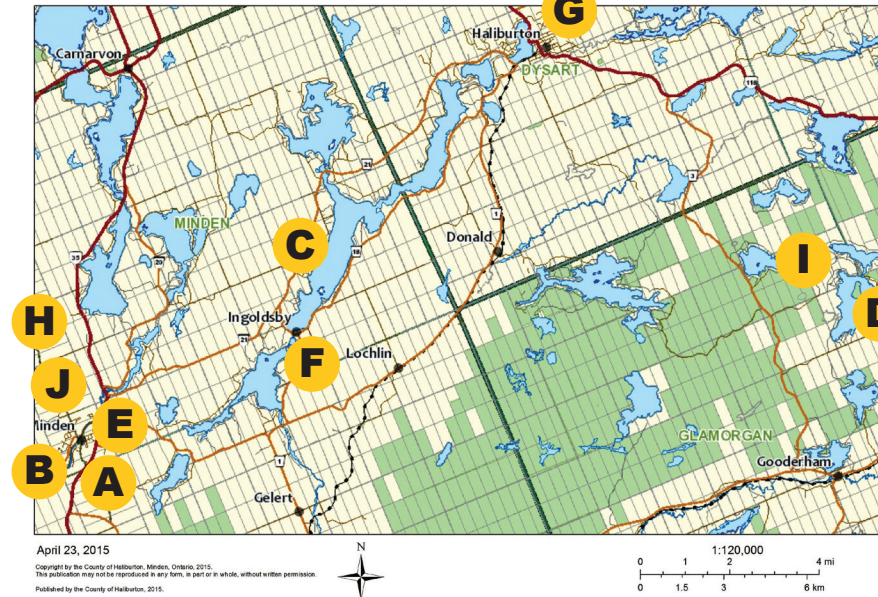 G
Haliburton
Carnarvon
DYSART
118
21
3
MINDEN
1
C
Donald
18
I
35
20
H
Ingoldsby
D
21
F
Lochlin
J
E
Minden
GLAMORGAN
B
A
Gooderham
1
Gelert
April 23, 2015
Copyright by the County of Haliburton, Minden, Ontario, 2015.
This publication may not be reproduced in any form, in part or in whole, without written permission.
Published by the County of Haliburton, 2015.
N
1:120,000
0 1 2 4 mi
0 1.5 3 6 km